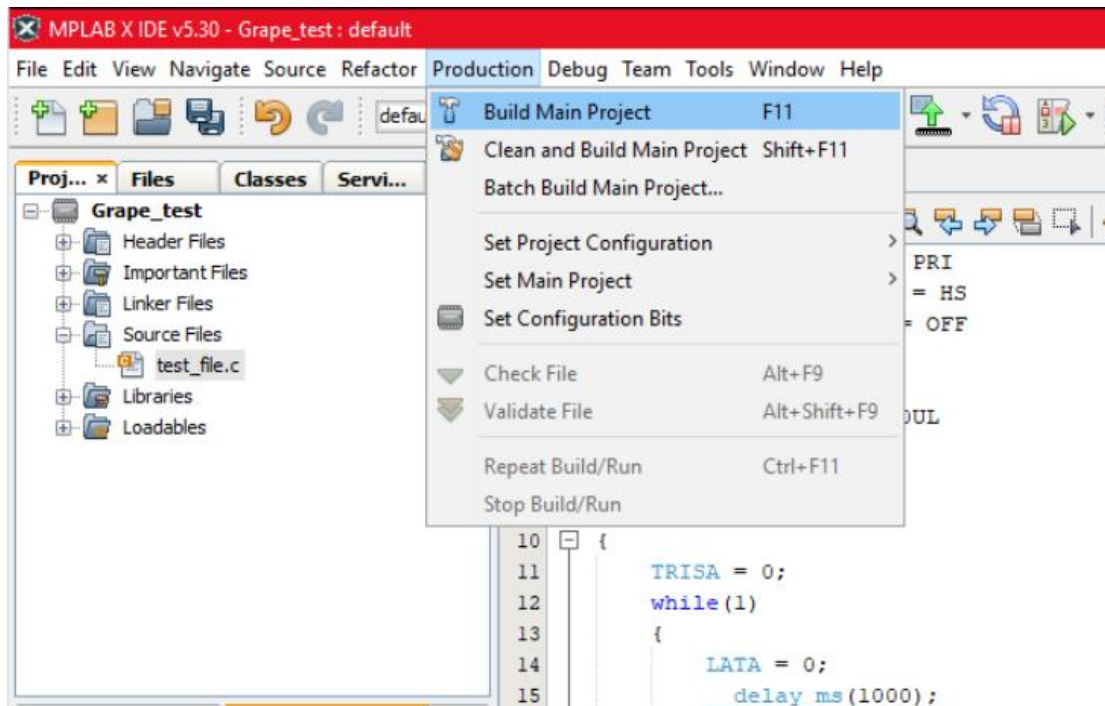 MPLAB X IDE v5.30 - Grape_test : default
File Edit View Navigate Source Refactor Production Debug Team Tools Window Help
defau
Build Main Project F11
Clean and Build Main Project Shift+F11
Batch Build Main Project...
Set Project Configuration
Set Main Project
Set Configuration Bits
Check File Alt+F9
Validate File Alt+Shift+F9
Repeat Build/Run Ctrl+F11
Stop Build/Run
Proj... × Files Classes Servi...
Grape_test
Header Files
Important Files
Linker Files
Source Files
test_file.c
Libraries
Loadables
PRI
= HS
= OFF
OUL
10 {
11 TRISA = 0;
12 while(1)
13 {
14 LATA = 0;
15 __delay_ms(1000);